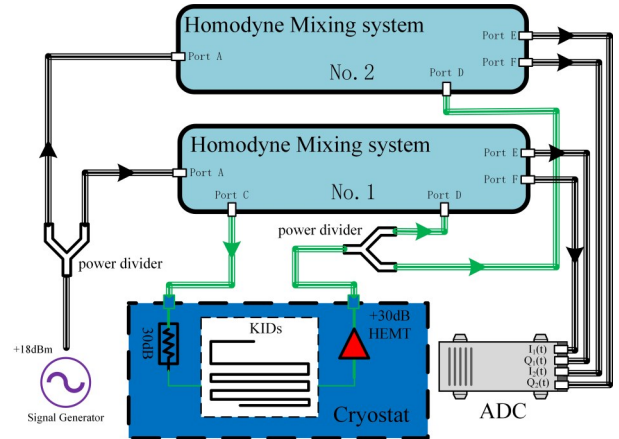 Homodyne Mixing system
Port E
Port A
Port F
No. 2
Port D
Homodyne Mixing system
Port E
Port A
Port F
Port C
No. 1
Port D
power divider
power divider
+30dB
HEMT
KIDs
30dB
+18dBm
I₁(t)
Q₁(t)
I₂(t)
Q₂(t)
Signal Generator
Cryostat
ADC